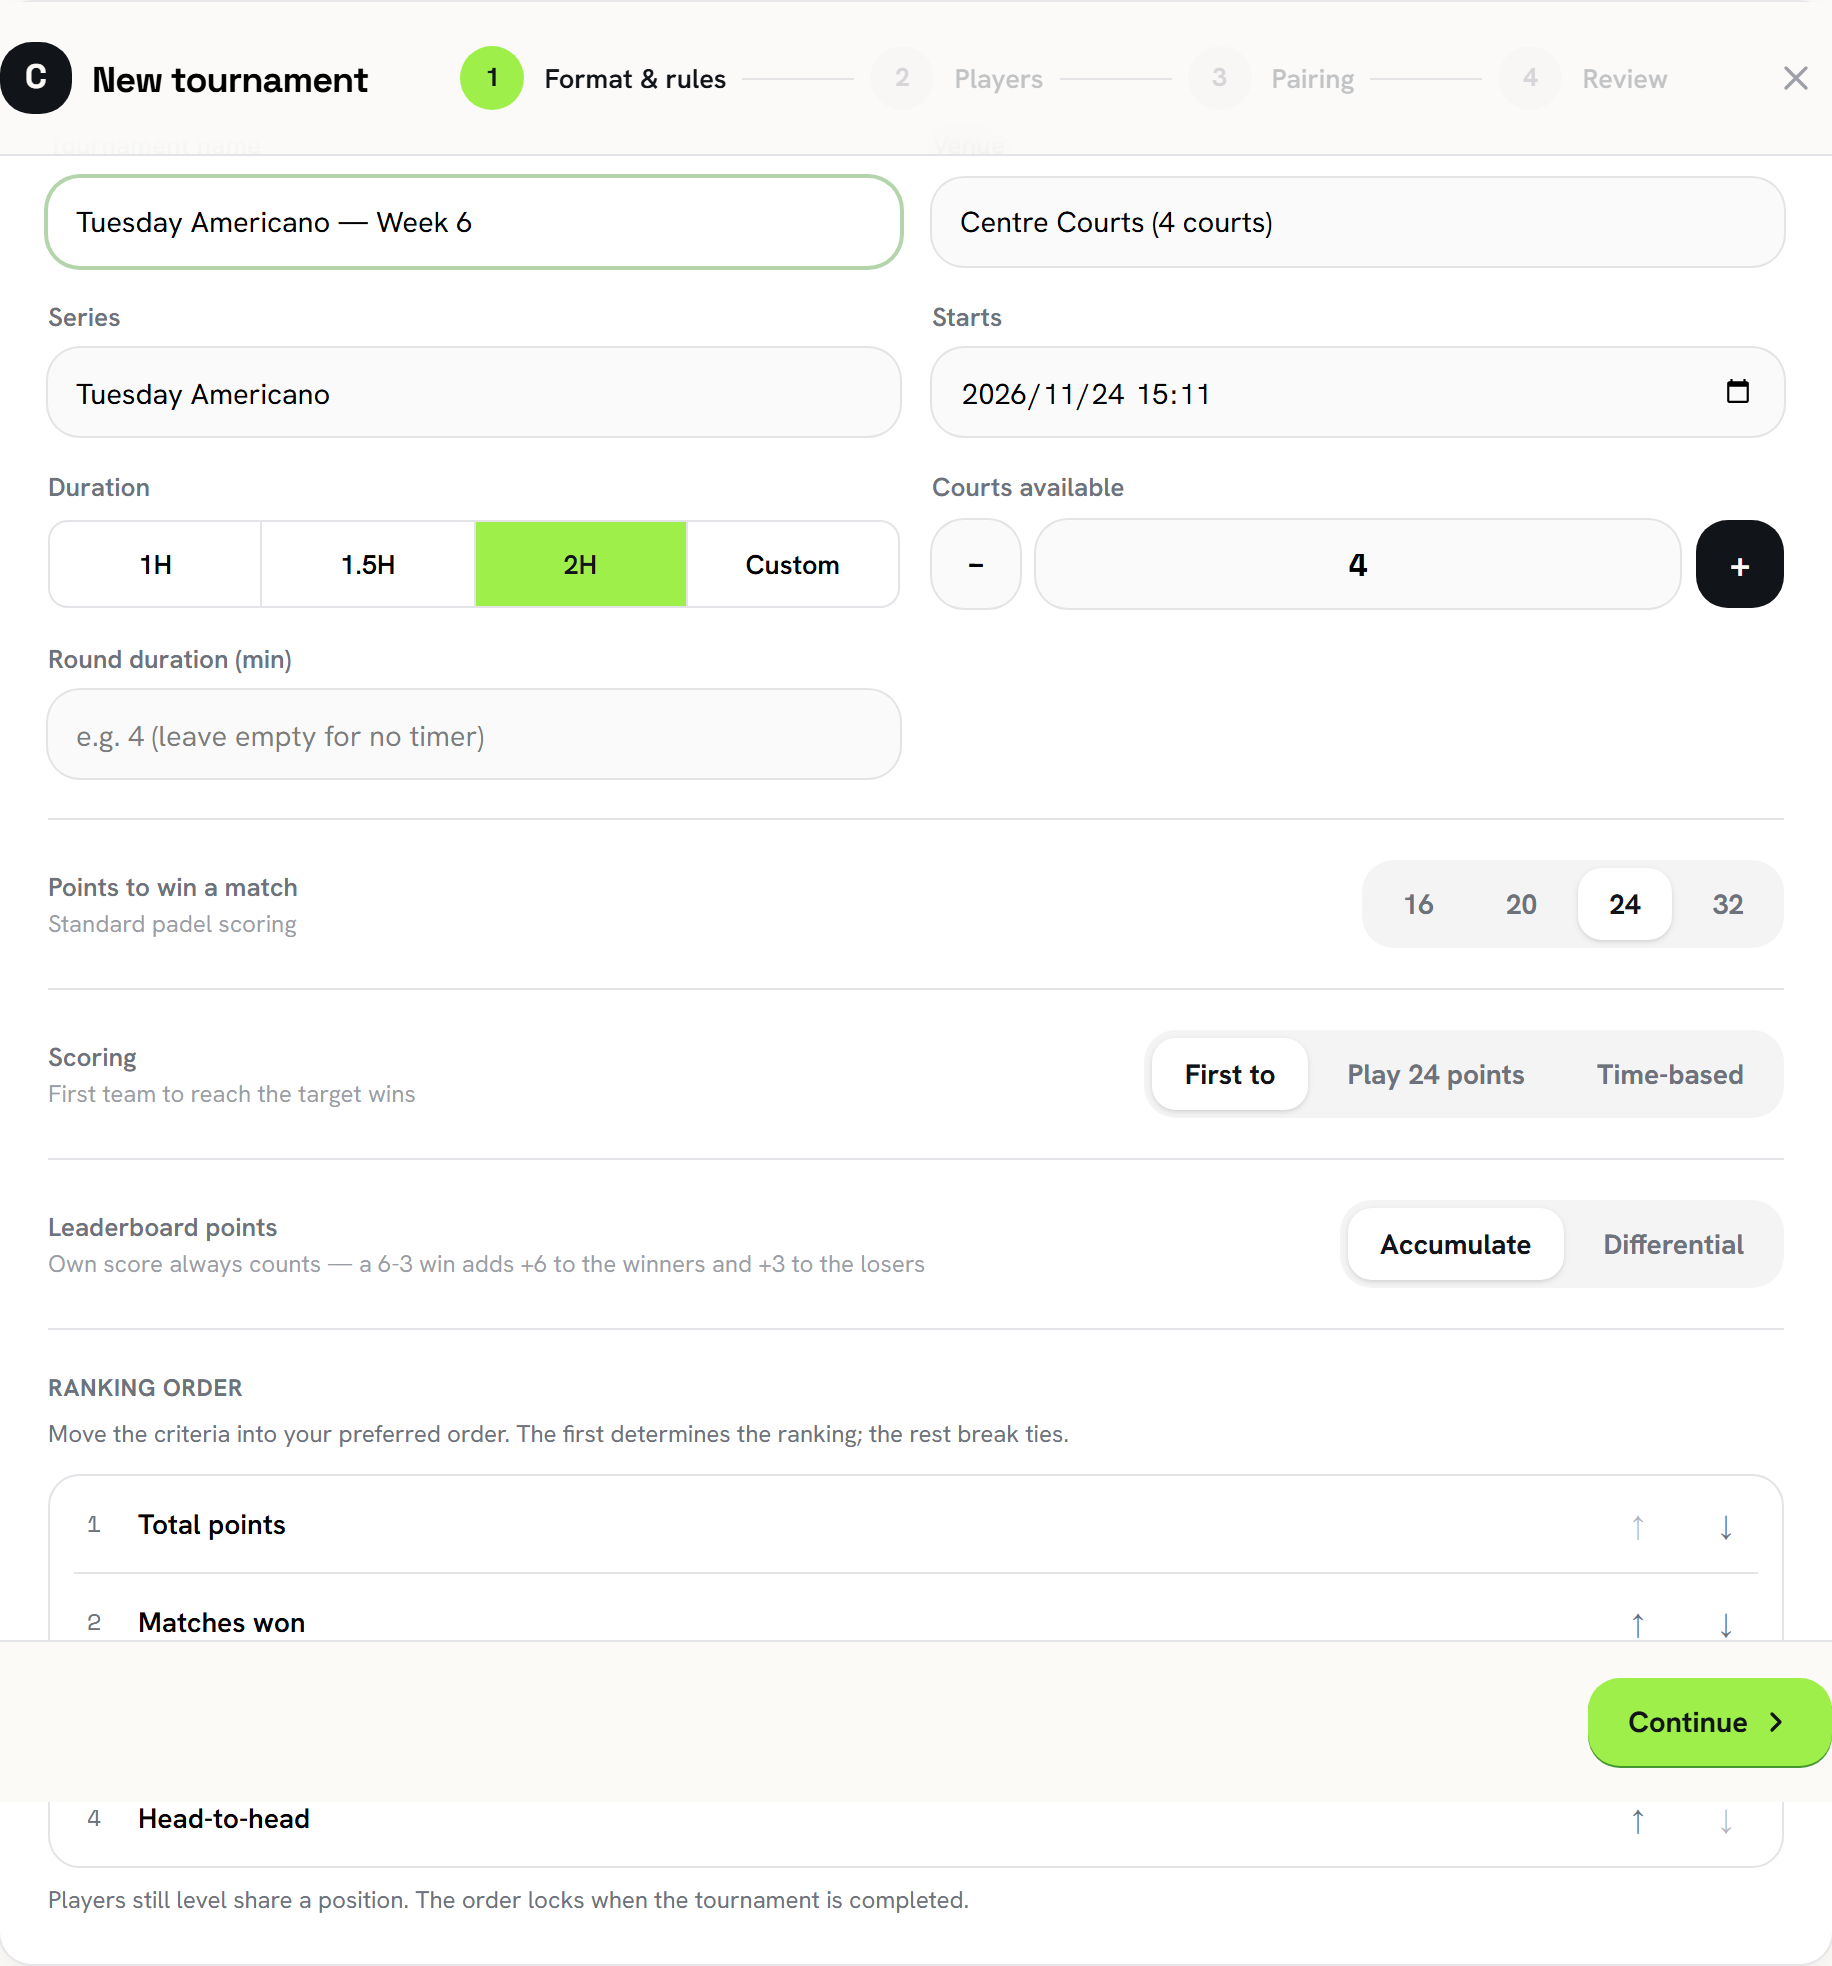 C New tournament 1 Format & rules 2 Players 3 Pairing 4 Review
Tournament name Venue
Tuesday Americano — Week 6 Centre Courts (4 courts)
Series Starts
Tuesday Americano 2026/11/24 15:11
Duration Courts available
1H 1.5H 2H Custom − 4 +
Round duration (min)
e.g. 4 (leave empty for no timer)
Points to win a match
Standard padel scoring
16 20 24 32
Scoring
First team to reach the target wins
First to Play 24 points Time-based
Leaderboard points
Own score always counts — a 6-3 win adds +6 to the winners and +3 to the losers
Accumulate Differential
RANKING ORDER
Move the criteria into your preferred order. The first determines the ranking; the rest break ties.
1 Total points ↑ ↓
2 Matches won ↑ ↓
Continue
4 Head-to-head ↑ ↓
Players still level share a position. The order locks when the tournament is completed.